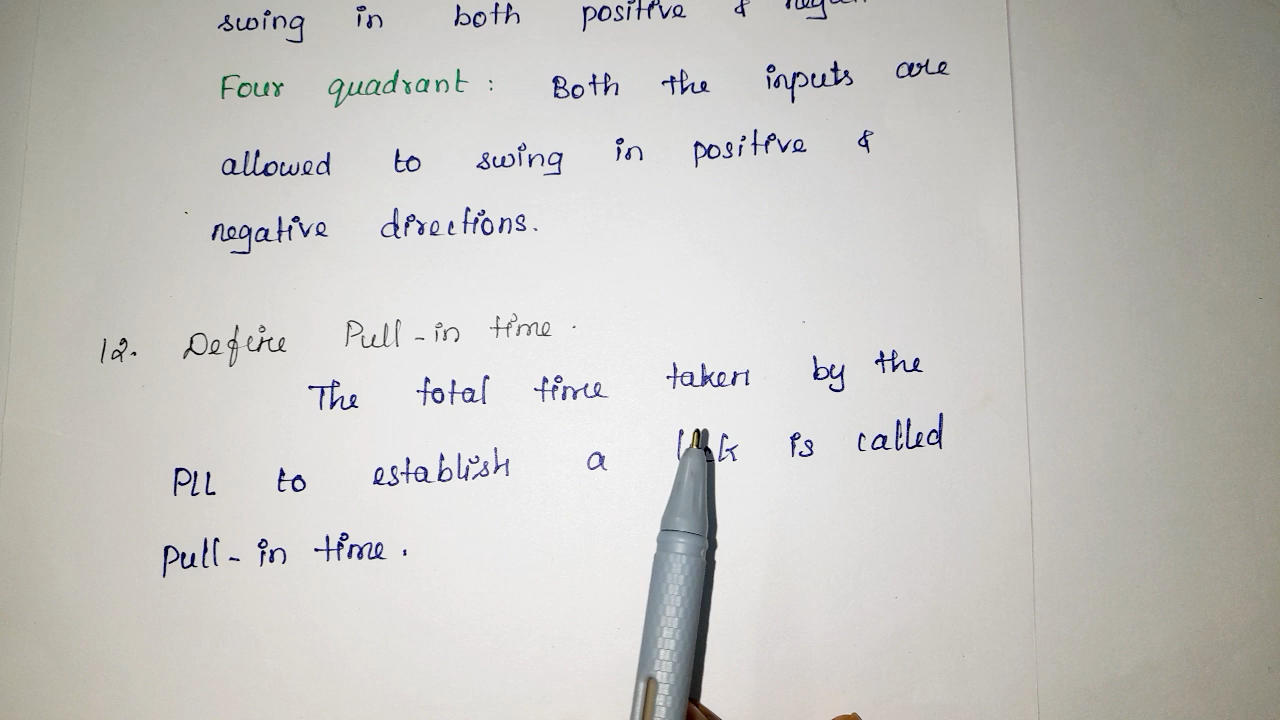 swing in both positive &
Four quadrant : Both the inputs are
allowed to swing in positive &
negative directions.
12. Define Pull-in time.
The total time taken by the
PLL to establish a is called
Pull-in time.